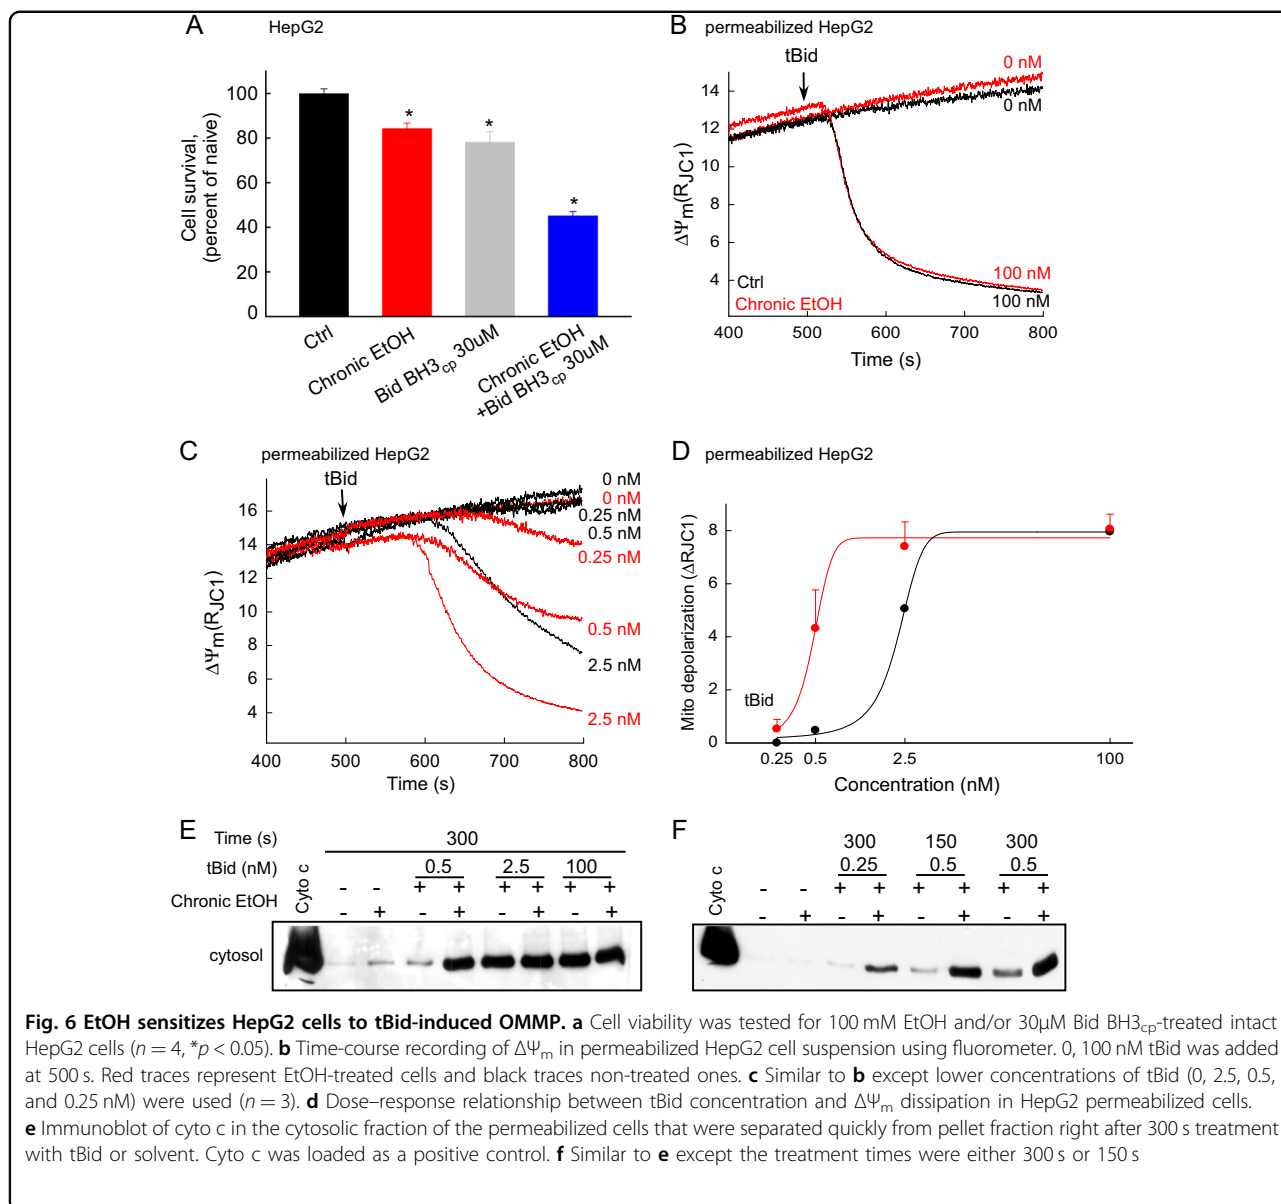 A HepG2
Cell survival,
(percent of naive)
100
80
60
40
20
0
* * *
Ctrl
Chronic EtOH
Bid BH3cp 30uM
Chronic EtOH
+Bid BH3cp 30uM
B permeabilized HepG2
tBid
0 nM
0 nM
ΔΨm(RJC1)
14
12
10
8
6
4
100 nM
100 nM
Ctrl
Chronic EtOH
400 500 600 700 800
Time (s)
C permeabilized HepG2
tBid
ΔΨm(RJC1)
16
14
12
10
8
6
4
0 nM
0 nM
0.25 nM
0.5 nM
0.25 nM
0.5 nM
2.5 nM
2.5 nM
400 500 600 700 800
Time (s)
D permeabilized HepG2
Mito depolarization (ΔRJC1)
8
6
4
2
0
tBid
0.25 0.5 2.5 100
Concentration (nM)
E
Time (s) 300
tBid (nM) 0.5 2.5 100
Cyto c - - + + + + + +
Chronic EtOH - + - + - + - +
cytosol
F
300 150 300
0.25 0.5 0.5
Cyto c - - + + + + + +
- + - + - + - +
Fig. 6 EtOH sensitizes HepG2 cells to tBid-induced OMMP. a Cell viability was tested for 100 mM EtOH and/or 30µM Bid BH3cp-treated intact
HepG2 cells (n = 4, *p < 0.05). b Time-course recording of ΔΨm in permeabilized HepG2 cell suspension using fluorometer. 0, 100 nM tBid was added
at 500 s. Red traces represent EtOH-treated cells and black traces non-treated ones. c Similar to b except lower concentrations of tBid (0, 2.5, 0.5,
and 0.25 nM) were used (n = 3). d Dose–response relationship between tBid concentration and ΔΨm dissipation in HepG2 permeabilized cells.
e Immunoblot of cyto c in the cytosolic fraction of the permeabilized cells that were separated quickly from pellet fraction right after 300 s treatment
with tBid or solvent. Cyto c was loaded as a positive control. f Similar to e except the treatment times were either 300 s or 150 s